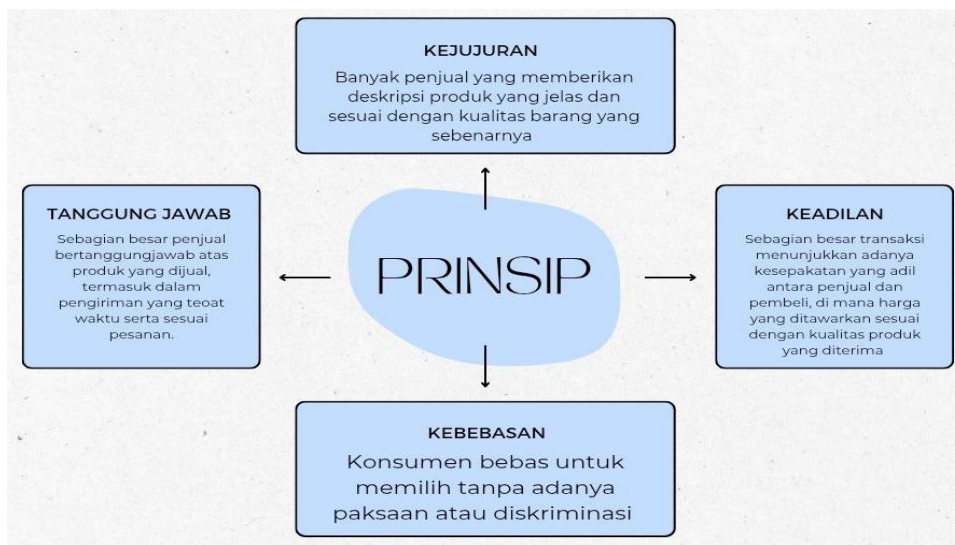 KEJUJURAN
Banyak penjual yang memberikan
deskripsi produk yang jelas dan
sesuai dengan kualitas barang yang
sebenarnya
TANGGUNG JAWAB
Sebagian besar penjual
bertanggungjawab atas
produk yang dijual,
termasuk dalam
pengiriman yang teoat
waktu serta sesuai
pesanan.
PRINSIP
KEADILAN
Sebagian besar transaksi
menunjukkan adanya
kesepakatan yang adil
antara penjual dan
pembeli, di mana harga
yang ditawarkan sesuai
dengan kualitas produk
yang diterima
KEBEBASAN
Konsumen bebas untuk
memilih tanpa adanya
paksaan atau diskriminasi